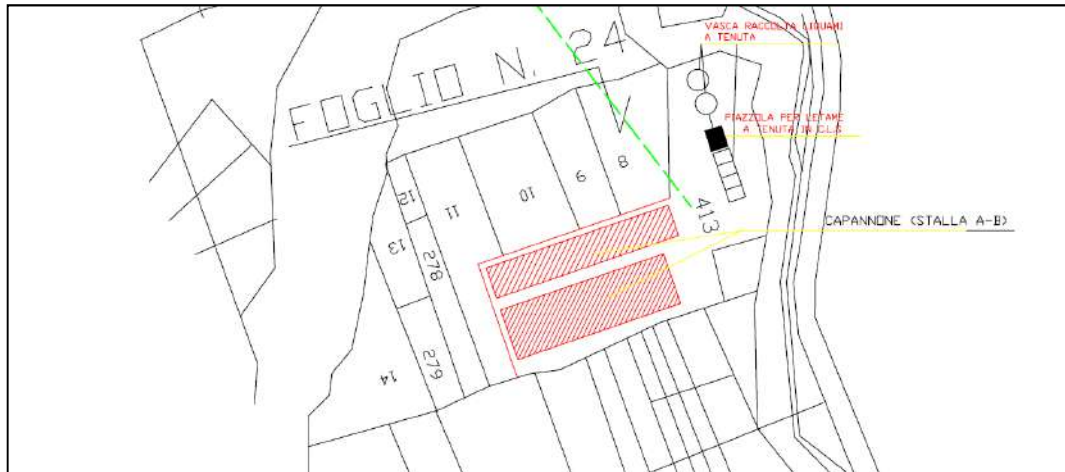 VASCA RACCOLTA LIQUAMI
A TENUTA
FOGLIO N. 24
PIAZZOLA PER LETAME
A TENUTA IN C.L.S
CAPANNONE (STALLA A-B)
413
8
9
10
11
12
13
278
279
14